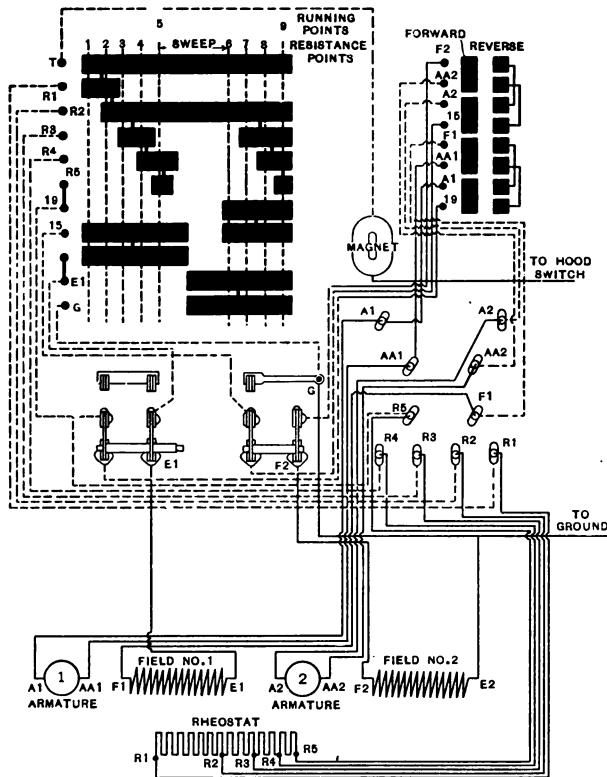 5 9 RUNNING POINTS
1 2 3 4 SWEEP 6 7 8 RESISTANCE POINTS
T
R1
R2
R3
R4
R5
19
15
E1
G
FORWARD
REVERSE
F2
AA2
A2
15
F1
AA1
A1
19
MAGNET
TO HOOD SWITCH
A1
A2
AA1
AA2
G
R5
F1
R4 R3 R2 R1
E1
F2
TO GROUND
1
2
A1 AA1
ARMATURE
FIELD NO.1
F1 E1
A2 AA2
ARMATURE
FIELD NO.2
F2 E2
RHEOSTAT
R1 R2 R3 R4 R5